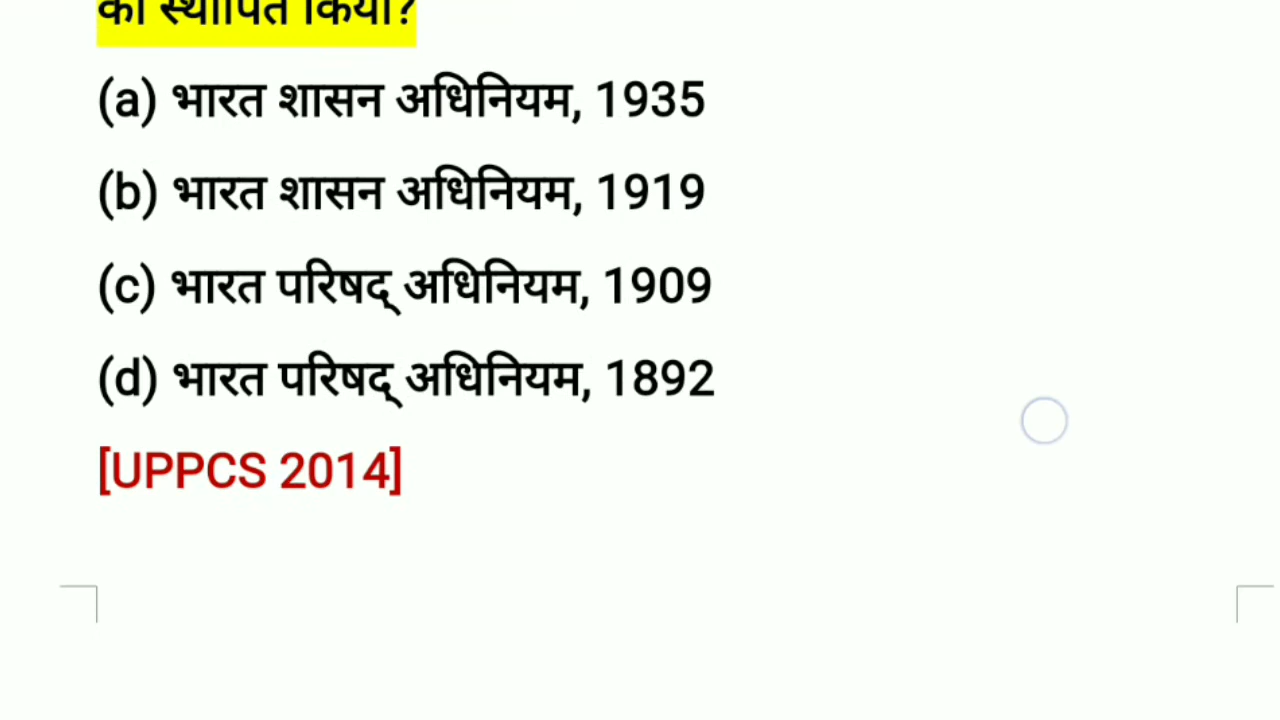 को स्थापित किया?
(a) भारत शासन अधिनियम, 1935
(b) भारत शासन अधिनियम, 1919
(c) भारत परिषद् अधिनियम, 1909
(d) भारत परिषद् अधिनियम, 1892
[UPPCS 2014]